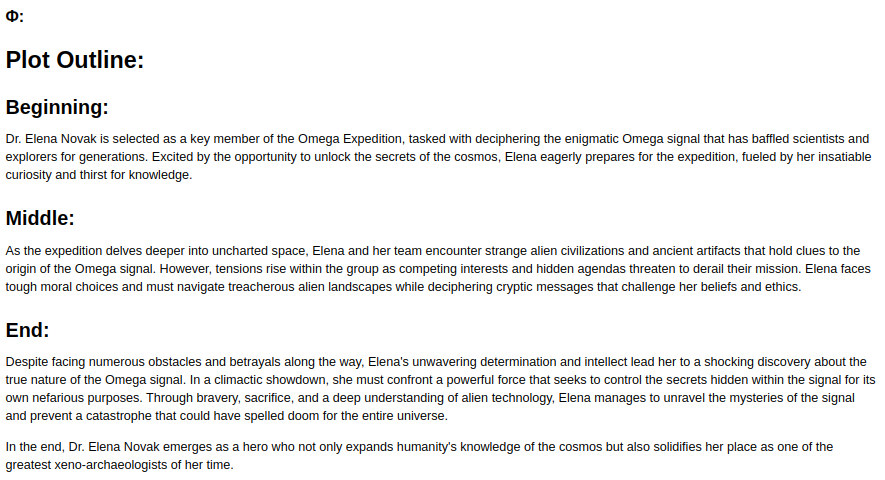 Φ:
Plot Outline:
Beginning:
Dr. Elena Novak is selected as a key member of the Omega Expedition, tasked with deciphering the enigmatic Omega signal that has baffled scientists and
explorers for generations. Excited by the opportunity to unlock the secrets of the cosmos, Elena eagerly prepares for the expedition, fueled by her insatiable
curiosity and thirst for knowledge.
Middle:
As the expedition delves deeper into uncharted space, Elena and her team encounter strange alien civilizations and ancient artifacts that hold clues to the
origin of the Omega signal. However, tensions rise within the group as competing interests and hidden agendas threaten to derail their mission. Elena faces
tough moral choices and must navigate treacherous alien landscapes while deciphering cryptic messages that challenge her beliefs and ethics.
End:
Despite facing numerous obstacles and betrayals along the way, Elena's unwavering determination and intellect lead her to a shocking discovery about the
true nature of the Omega signal. In a climactic showdown, she must confront a powerful force that seeks to control the secrets hidden within the signal for its
own nefarious purposes. Through bravery, sacrifice, and a deep understanding of alien technology, Elena manages to unravel the mysteries of the signal
and prevent a catastrophe that could have spelled doom for the entire universe.
In the end, Dr. Elena Novak emerges as a hero who not only expands humanity's knowledge of the cosmos but also solidifies her place as one of the
greatest xeno-archaeologists of her time.